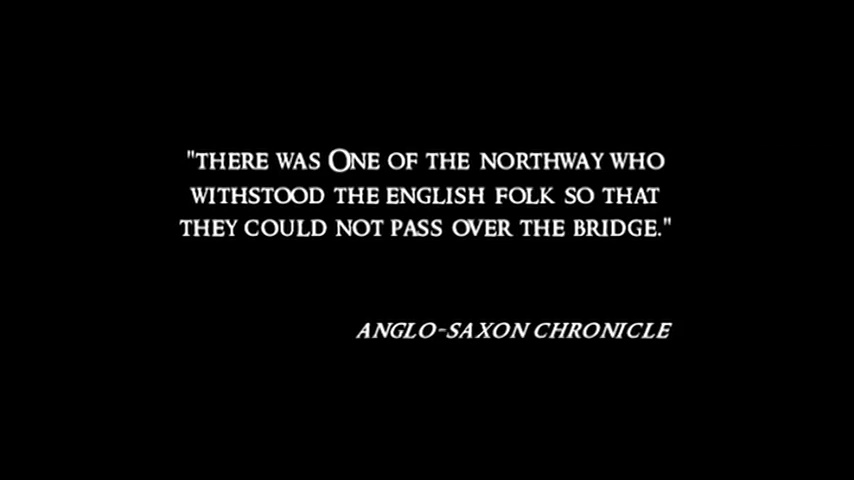 "THERE WAS ONE OF THE NORTHWAY WHO
WITHSTOOD THE ENGLISH FOLK SO THAT
THEY COULD NOT PASS OVER THE BRIDGE."
ANGLO-SAXON CHRONICLE